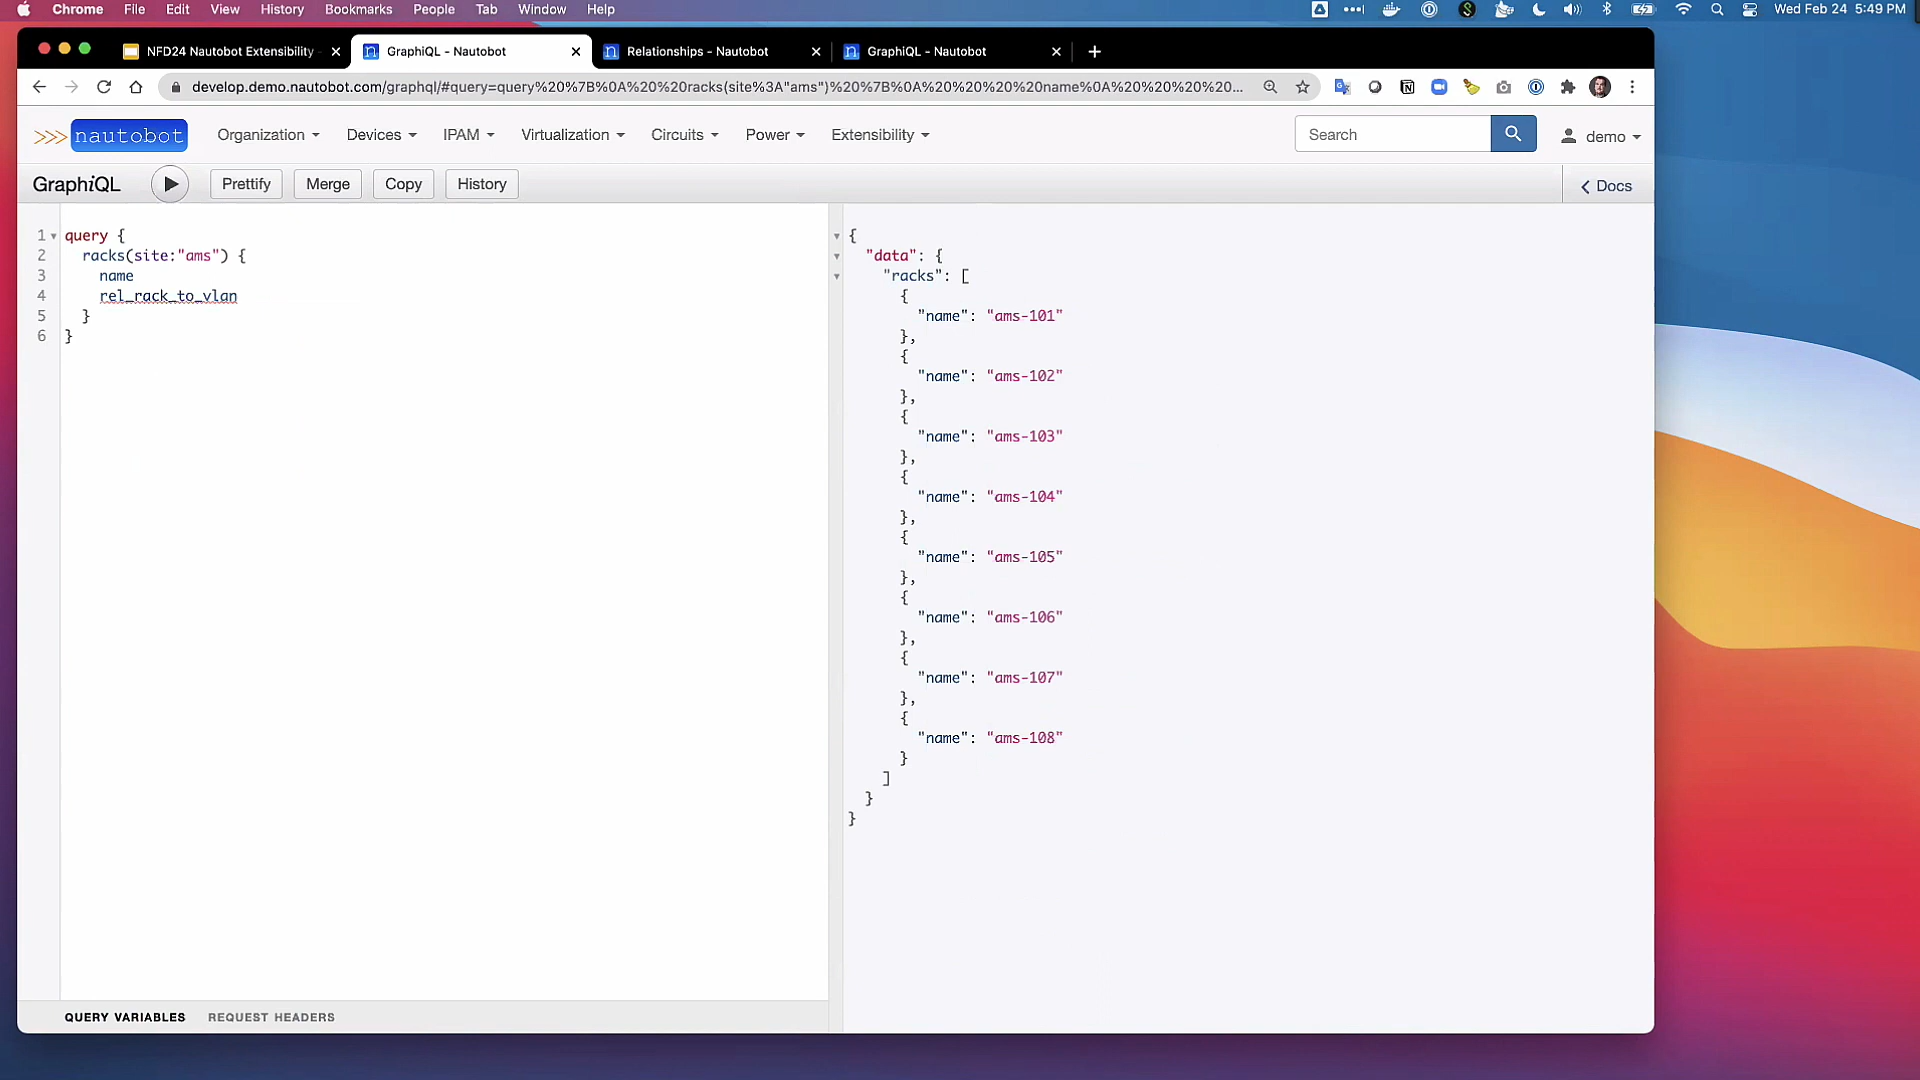 Chrome File Edit View History Bookmarks People Tab Window Help Wed Feb 24 5:49 PM
NFD24 Nautobot Extensibility GraphiQL - Nautobot Relationships - Nautobot GraphiQL - Nautobot
develop.demo.nautobot.com/graphql/#query=query%20%7B%0A%20%20racks(site%3A"ams")%20%7B%0A%20%20%20%20name%0A%20%20%20%20...
>>> nautobot Organization Devices IPAM Virtualization Circuits Power Extensibility Search demo
GraphiQL Prettify Merge Copy History < Docs
1 query {
2 racks(site:"ams") {
3 name
4 rel_rack_to_vlan
5 }
6 }
{
"data": {
"racks": [
{
"name": "ams-101"
},
{
"name": "ams-102"
},
{
"name": "ams-103"
},
{
"name": "ams-104"
},
{
"name": "ams-105"
},
{
"name": "ams-106"
},
{
"name": "ams-107"
},
{
"name": "ams-108"
}
]
}
}
QUERY VARIABLES REQUEST HEADERS